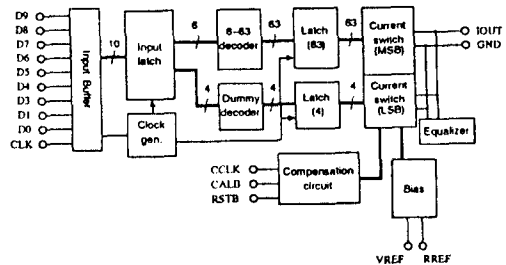 D9
D8
D7
D6
D5
D4
D3
D1
D0
CLK
Input Buffer
10
Input
latch
Clock
gen.
6
6-63
decoder
63
Latch
(63)
63
Current
switch
(MSB)
IOUT
GND
4
Dummy
decoder
4
Latch
(4)
4
Current
switch
(LSB)
Equalizer
CCLK
CALB
RSTB
Compensation
circuit
Bias
VREF
RREF